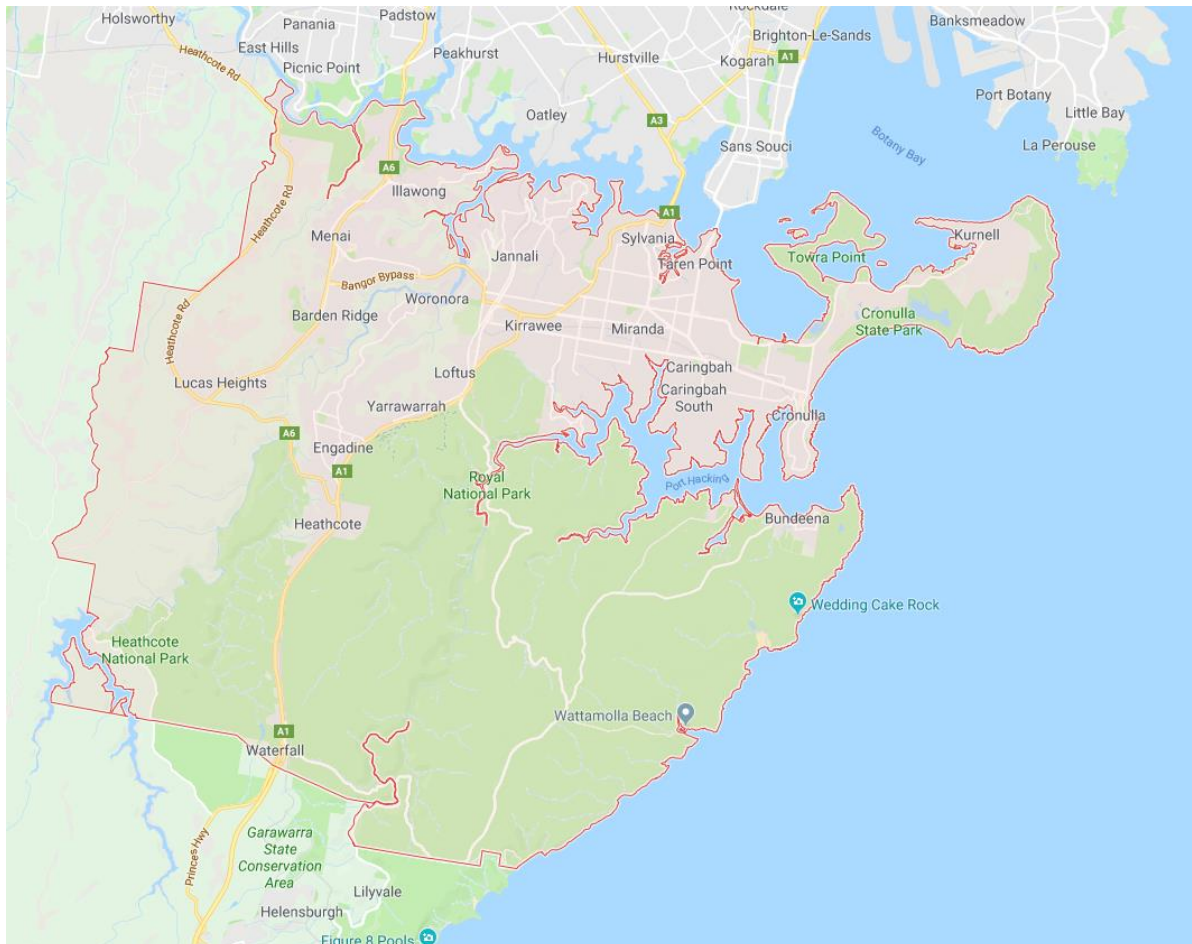 Rockdale
Holsworthy
Panania
Padstow
Banksmeadow
East Hills
Brighton-Le-Sands
Heathcote Rd
Peakhurst
Hurstville
Kogarah
A1
Picnic Point
Port Botany
Oatley
A3
Little Bay
Sans Souci
Botany Bay
La Perouse
A6
Illawong
Heathcote Rd
A1
Menai
Sylvania
Kurnell
Jannali
Taren Point
Towra Point
Bangor Bypass
Woronora
Heathcote Rd
Barden Ridge
Kirrawee
Miranda
Cronulla
State Park
Lucas Heights
Loftus
Caringbah
Caringbah
South
Yarrawarrah
Cronulla
A6
Engadine
A1
Royal
National Park
Port Hacking
Heathcote
Bundeena
Wedding Cake Rock
Heathcote
National Park
Wattamolla Beach
A1
Waterfall
Princes Hwy
Garawarra
State
Conservation
Area
Lilyvale
Helensburgh
Figure 8 Pools